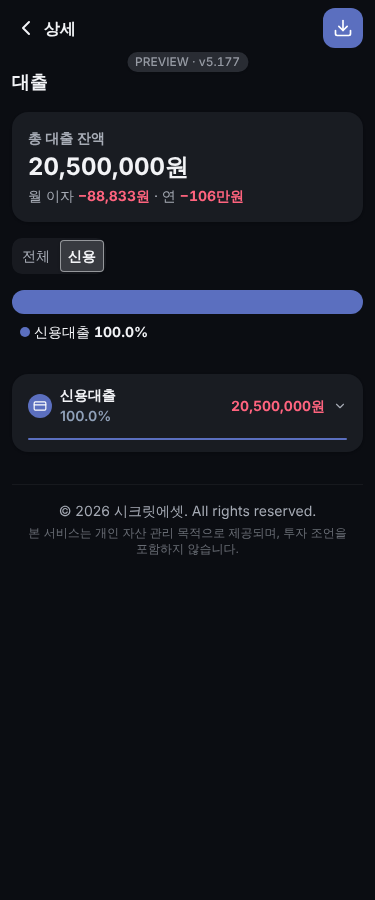 상세
PREVIEW · v5.177
대출
총 대출 잔액
20,500,000원
월 이자 −88,833원 · 연 −106만원
전체 신용
신용대출 100.0%
신용대출
100.0%
20,500,000원
© 2026 시크릿에셋. All rights reserved.
본 서비스는 개인 자산 관리 목적으로 제공되며, 투자 조언을
포함하지 않습니다.